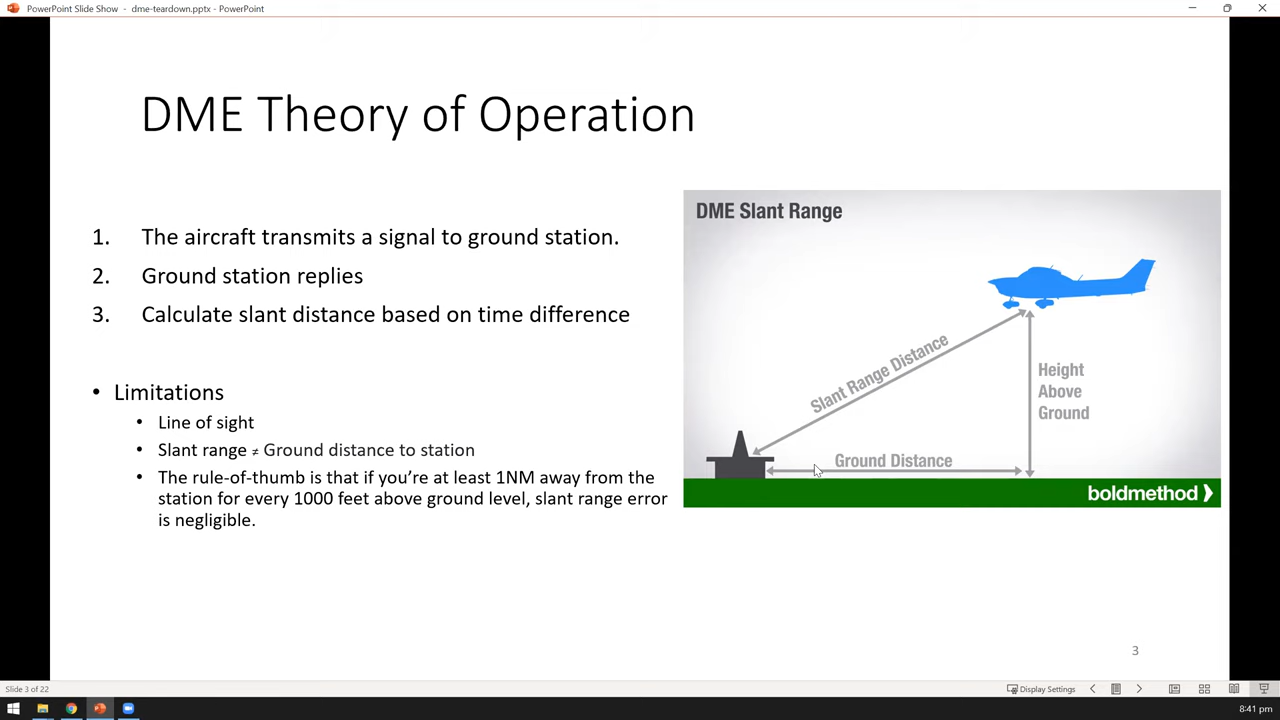 PowerPoint Slide Show - dme-teardown.pptx - PowerPoint
DME Theory of Operation
1. The aircraft transmits a signal to ground station.
2. Ground station replies
3. Calculate slant distance based on time difference
• Limitations
• Line of sight
• Slant range ≠ Ground distance to station
• The rule-of-thumb is that if you’re at least 1NM away from the
station for every 1000 feet above ground level, slant range error
is negligible.
DME Slant Range
Slant Range Distance
Height
Above
Ground
Ground Distance
boldmethod
3
Slide 3 of 22
Display Settings
8:41 pm